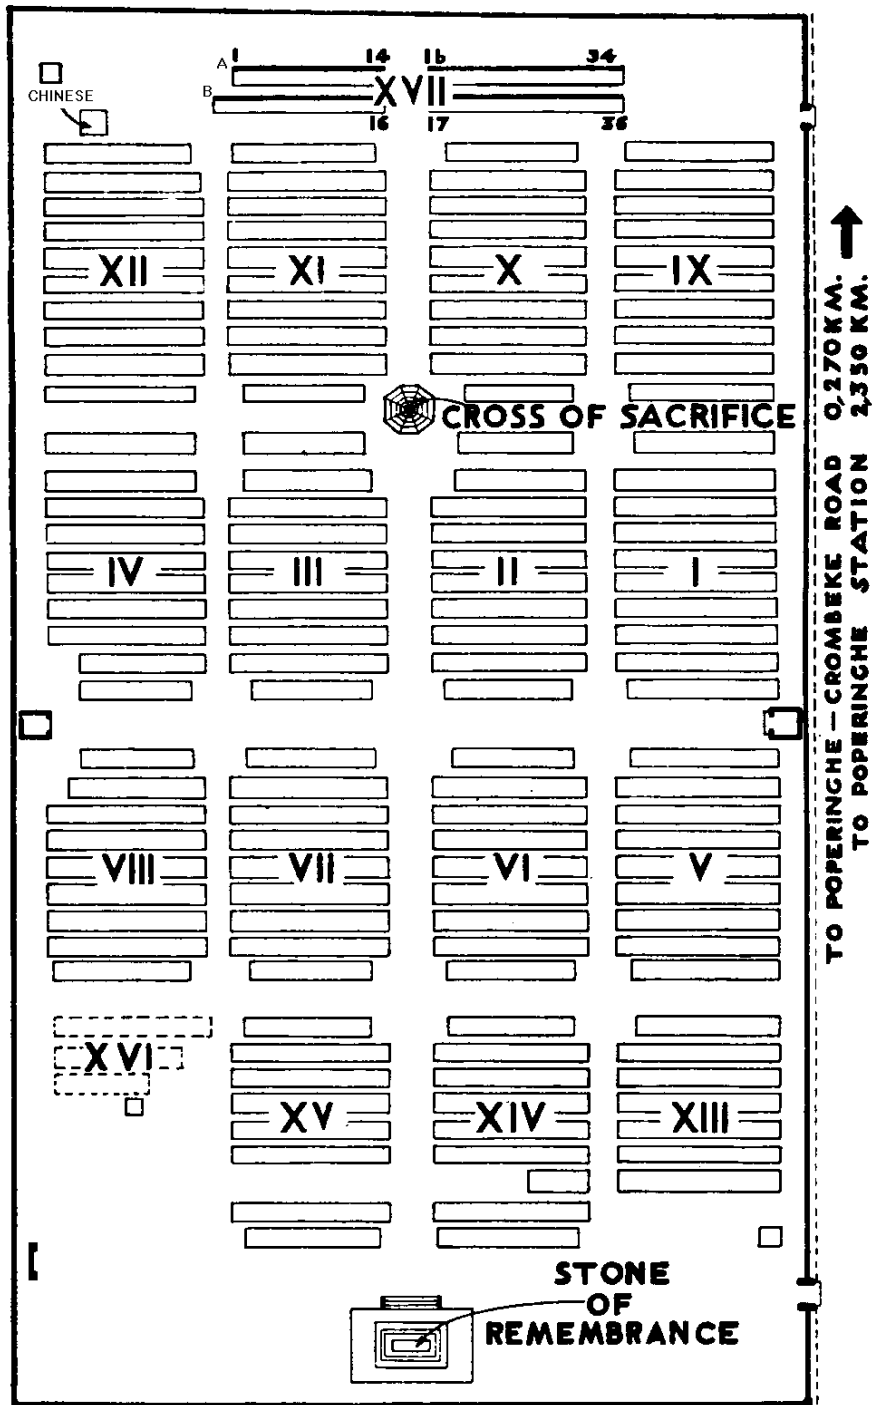 A 1 14 16 34
CHINESE
B XVII
16 17 36
XII XI X IX
CROSS OF SACRIFICE
IV III II I
VIII VII VI V
XVI
XV XIV XIII
STONE
OF
REMEMBRANCE
TO POPERINGHE – CROMBEKE ROAD 0,270 KM.
TO POPERINGHE STATION 2,350 KM.